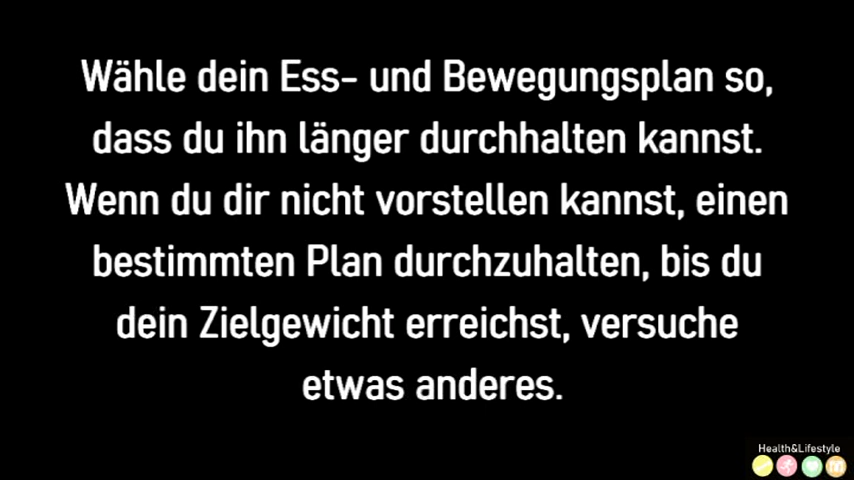 Wähle dein Ess- und Bewegungsplan so,
dass du ihn länger durchhalten kannst.
Wenn du dir nicht vorstellen kannst, einen
bestimmten Plan durchzuhalten, bis du
dein Zielgewicht erreichst, versuche
etwas anderes.
Health&Lifestyle